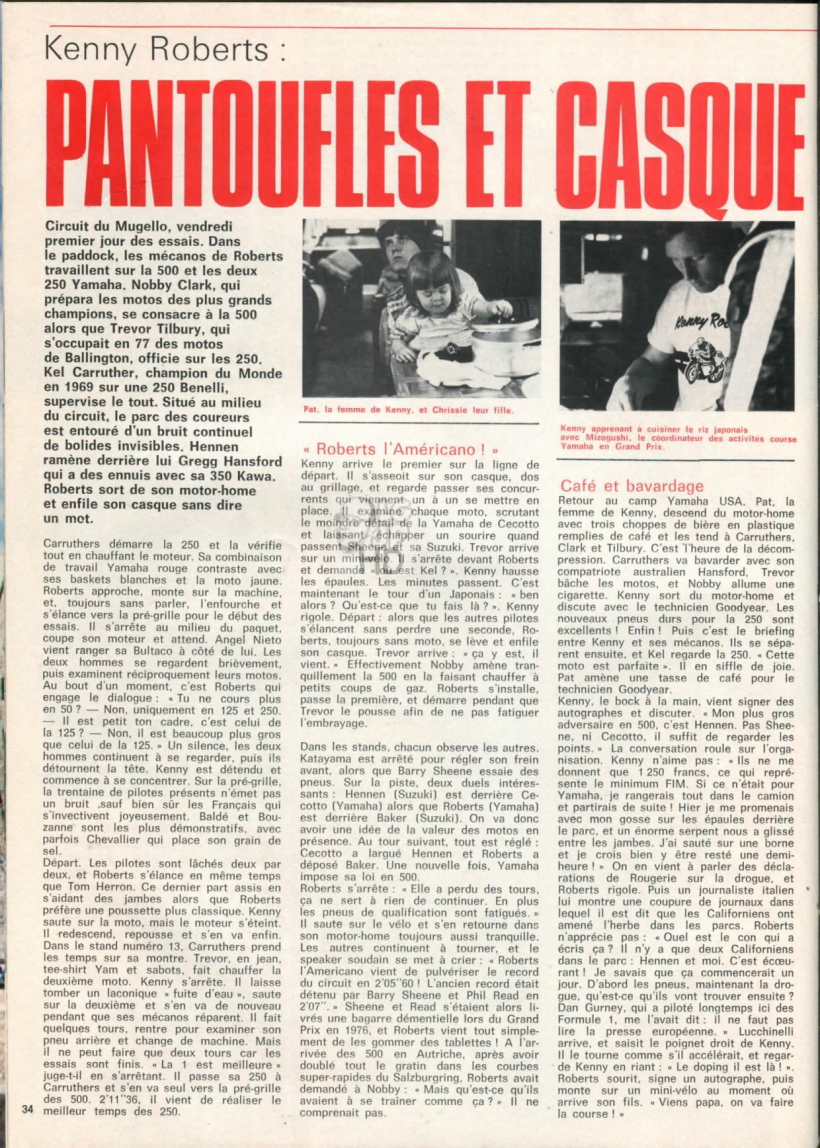 Kenny Roberts :
PANTOUFLES ET CASQUE
Circuit du Mugello, vendredi
premier jour des essais. Dans
le paddock, les mécanos de Roberts
travaillent sur la 500 et les deux
250 Yamaha. Nobby Clark, qui
prépara les motos des plus grands
champions, se consacre à la 500
alors que Trevor Tilbury, qui
s'occupait en 77 des motos
de Ballington, officie sur les 250.
Kel Carruther, champion du Monde
en 1969 sur une 250 Benelli,
supervise le tout. Situé au milieu
du circuit, le parc des coureurs
est entouré d'un bruit continuel
de bolides invisibles. Hennen
ramène derrière lui Gregg Hansford
qui a des ennuis avec sa 350 Kawa.
Roberts sort de son motor-home
et enfile son casque sans dire
un mot.
Carruthers démarre la 250 et la vérifie
tout en chauffant le moteur. Sa combinaison
de travail Yamaha rouge contraste avec
ses baskets blanches et la moto jaune.
Roberts approche, monte sur la machine,
et, toujours sans parler, l'enfourche et
s'élance vers la pré-grille pour le début des
essais. Il s'arrête au milieu du paquet,
coupe son moteur et attend. Angel Nieto
vient ranger sa Bultaco à côté de lui. Les
deux hommes se regardent brièvement,
puis examinent réciproquement leurs motos.
Au bout d'un moment, c'est Roberts qui
engage le dialogue : « Tu ne cours plus
en 50 ? — Non, uniquement en 125 et 250.
— Il est petit ton cadre, c'est celui de
la 125 ? — Non, il est beaucoup plus gros
que celui de la 125. » Un silence, les deux
hommes continuent à se regarder, puis ils
détournent la tête. Kenny est détendu et
commence à se concentrer. Sur la pré-grille,
la trentaine de pilotes présents n'émet pas
un bruit ,sauf bien sûr les Français qui
s'invectivent joyeusement. Baldé et Bou-
zanne sont les plus démonstratifs, avec
parfois Chevallier qui place son grain de
sel.
Départ. Les pilotes sont lâchés deux par
deux, et Roberts s'élance en même temps
que Tom Herron. Ce dernier part assis en
s'aidant des jambes alors que Roberts
préfère une poussette plus classique. Kenny
saute sur la moto, mais le moteur s'éteint.
Il redescend, repousse et s'en va enfin.
Dans le stand numéro 13, Carruthers prend
les temps sur sa montre. Trevor, en jean,
tee-shirt Yam et sabots, fait chauffer la
deuxième moto. Kenny s'arrête. Il laisse
tomber un laconique « fuite d'eau », saute
sur la deuxième et s'en va de nouveau
pendant que ses mécanos réparent. Il fait
quelques tours, rentre pour examiner son
pneu arrière et change de machine. Mais
il ne peut faire que deux tours car les
essais sont finis. « La 1 est meilleure »
juge-t-il en s'arrêtant. Il passe sa 250 à
Carruthers et s'en va seul vers la pré-grille
des 500. 2'11"36, il vient de réaliser le
meilleur temps des 250.
34
Kenny Ro
Pat, la femme de Kenny, et Chrissie leur fille.
« Roberts l'Américano ! »
Kenny arrive le premier sur la ligne de
départ. Il s'asseoit sur son casque, dos
au grillage, et regarde passer ses concur-
rents qui viennent un à un se mettre en
place. Il examine chaque moto, scrutant
le moindre détail de la Yamaha de Cecotto
et laissant échapper un sourire quand
passent Sheene et sa Suzuki. Trevor arrive
sur un mini-vélo. Il s'arrête devant Roberts
et demande « où est Kel ? ». Kenny hausse
les épaules. Les minutes passent. C'est
maintenant le tour d'un Japonais : « ben
alors ? Qu'est-ce que tu fais là ? ». Kenny
rigole. Départ : alors que les autres pilotes
s'élancent sans perdre une seconde, Ro-
berts, toujours sans moto, se lève et enfile
son casque. Trevor arrive : « ça y est, il
vient. » Effectivement Nobby amène tran-
quillement la 500 en la faisant chauffer à
petits coups de gaz. Roberts s'installe,
passe la première, et démarre pendant que
Trevor le pousse afin de ne pas fatiguer
l'embrayage.
Dans les stands, chacun observe les autres.
Katayama est arrêté pour régler son frein
avant, alors que Barry Sheene essaie des
pneus. Sur la piste, deux duels intéres-
sants : Hennen (Suzuki) est derrière Ce-
cotto (Yamaha) alors que Roberts (Yamaha)
est derrière Baker (Suzuki). On va donc
avoir une idée de la valeur des motos en
présence. Au tour suivant, tout est réglé :
Cecotto a largué Hennen et Roberts a
déposé Baker. Une nouvelle fois, Yamaha
impose sa loi en 500.
Roberts s'arrête : « Elle a perdu des tours,
ça ne sert à rien de continuer. En plus
les pneus de qualification sont fatigués. »
Il saute sur le vélo et s'en retourne dans
son motor-home toujours aussi tranquille.
Les autres continuent à tourner, et le
speaker soudain se met à crier : « Roberts
l'Americano vient de pulvériser le record
du circuit en 2'05"60 ! L'ancien record était
détenu par Barry Sheene et Phil Read en
2'07". » Sheene et Read s'étaient alors li-
vrés une bagarre démentielle lors du Grand
Prix en 1976, et Roberts vient tout simple-
ment de les gommer des tablettes ! A l'ar-
rivée des 500 en Autriche, après avoir
doublé tout le gratin dans les courbes
super-rapides du Salzburgring, Roberts avait
demandé à Nobby : « Mais qu'est-ce qu'ils
avaient à se traîner comme ça ? » Il ne
comprenait pas.
Kenny apprenant à cuisiner le riz japonais
avec Mizogushi, le coordinateur des activités course
Yamaha en Grand Prix.
Café et bavardage
Retour au camp Yamaha USA. Pat, la
femme de Kenny, descend du motor-home
avec trois choppes de bière en plastique
remplies de café et les tend à Carruthers,
Clark et Tilbury. C'est l'heure de la décom-
pression. Carruthers va bavarder avec son
compatriote australien Hansford, Trevor
bâche les motos, et Nobby allume une
cigarette. Kenny sort du motor-home et
discute avec le technicien Goodyear. Les
nouveaux pneus durs pour la 250 sont
excellents ! Enfin ! Puis c'est le briefing
entre Kenny et ses mécanos. Ils se sépa-
rent ensuite, et Kel regarde la 250. « Cette
moto est parfaite ». Il en siffle de joie.
Pat amène une tasse de café pour le
technicien Goodyear.
Kenny, le bock à la main, vient signer des
autographes et discuter. « Mon plus gros
adversaire en 500, c'est Hennen. Pas Shee-
ne, ni Cecotto, il suffit de regarder les
points. » La conversation roule sur l'orga-
nisation. Kenny n'aime pas : « Ils ne me
donnent que 1 250 francs, ce qui repré-
sente le minimum FIM. Si ce n'était pour
Yamaha, je rangerais tout dans le camion
et partirais de suite ! Hier je me promenais
avec mon gosse sur les épaules derrière
le parc, et un énorme serpent nous a glissé
entre les jambes. J'ai sauté sur une borne
et je crois bien y être resté une demi-
heure ! » On en vient à parler des décla-
rations de Rougerie sur la drogue, et
Roberts rigole. Puis un journaliste italien
lui montre une coupure de journaux dans
lequel il est dit que les Californiens ont
amené l'herbe dans les parcs. Roberts
n'apprécie pas : « Quel est le con qui a
écris ça ? Il n'y a que deux Californiens
dans le parc : Hennen et moi. C'est écœu-
rant ! Je savais que ça commencerait un
jour. D'abord les pneus, maintenant la dro-
gue, qu'est-ce qu'ils vont trouver ensuite ?
Dan Gurney, qui a piloté longtemps ici des
Formule 1, me l'avait dit : il ne faut pas
lire la presse européenne. » Lucchinelli
arrive, et saisit le poignet droit de Kenny.
Il le tourne comme s'il accélérait, et regar-
de Kenny en riant : « Le doping il est là ! ».
Roberts sourit, signe un autographe, puis
monte sur un mini-vélo au moment où
arrive son fils. « Viens papa, on va faire
la course ! »